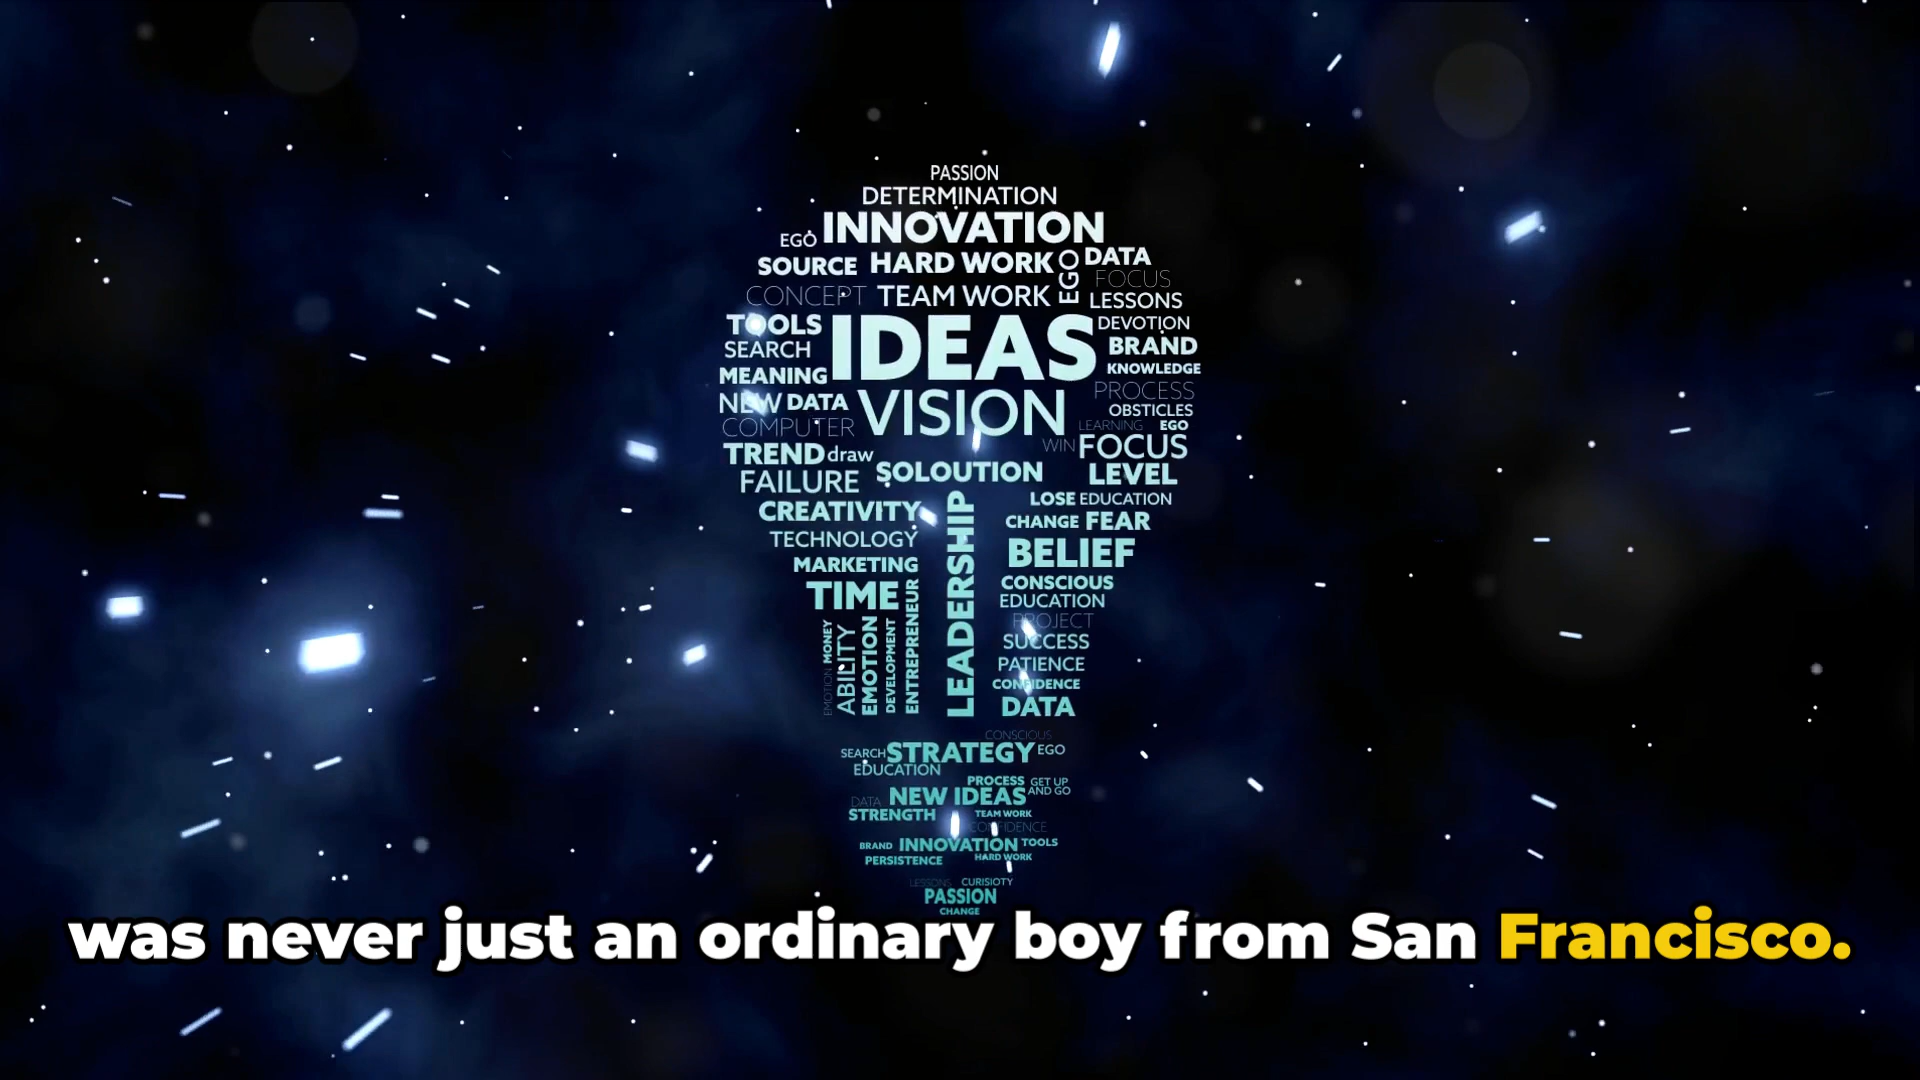 PASSION
DETERMINATION
EGO INNOVATION
SOURCE HARD WORK EGO DATA
FOCUS
CONCEPT TEAM WORK LESSONS
TOOLS IDEAS DEVOTION
SEARCH BRAND
MEANING KNOWLEDGE
PROCESS
NEW DATA VISION OBSTICLES
COMPUTER LEARNING EGO
WIN FOCUS
TREND draw
FAILURE SOLOUTION LEVEL
LOSE EDUCATION
CREATIVITY LEADERSHIP CHANGE FEAR
TECHNOLOGY BELIEF
MARKETING
TIME CONSCIOUS
EDUCATION
PROJECT
EMOTION MONEY ABILITY EMOTION DEVELOPMENT ENTREPRENEUR SUCCESS
PATIENCE
CONFIDENCE
DATA
CONSCIOUS
SEARCH STRATEGY EGO
EDUCATION
PROCESS GET UP
AND GO
DATA NEW IDEAS
STRENGTH TEAM WORK
CONFIDENCE
BRAND INNOVATION TOOLS
PERSISTENCE HARD WORK
LESSONS CURISIOTY
PASSION
CHANGE
was never just an ordinary boy from San Francisco.